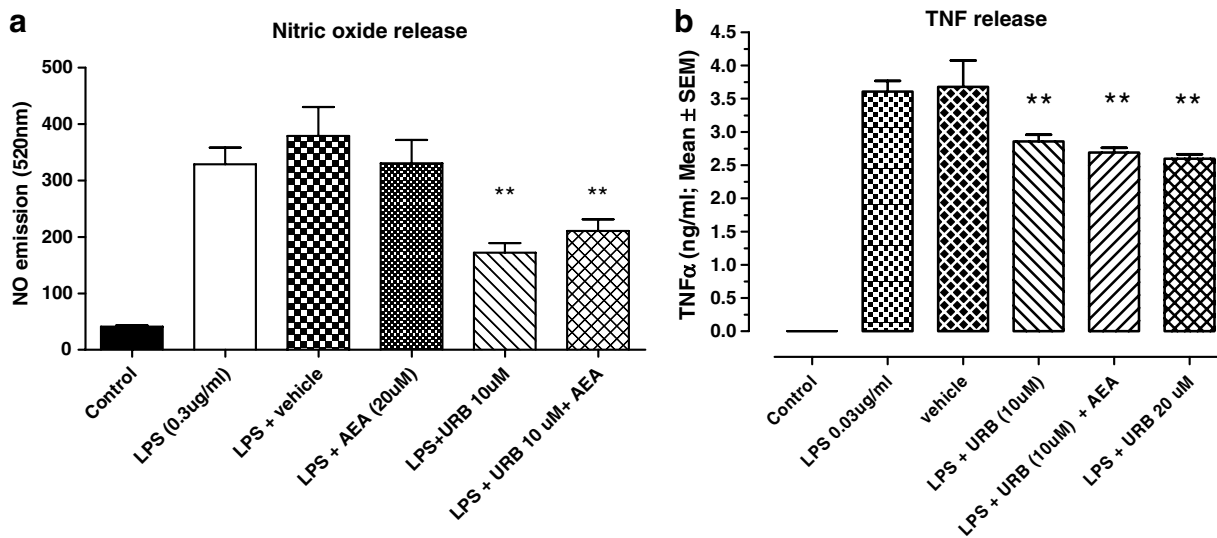 a
Nitric oxide release
NO emission (520nm)
500
400
300
200
100
0
**
**
Control
LPS (0.3ug/ml)
LPS + vehicle
LPS + AEA (20uM)
LPS+URB 10uM
LPS + URB 10 uM+ AEA
b
TNF release
TNFα (ng/ml; Mean ± SEM)
4.5
4.0
3.5
3.0
2.5
2.0
1.5
1.0
0.5
0.0
**
**
**
Control
LPS 0.03ug/ml
vehicle
LPS + URB (10uM)
LPS + URB (10uM) + AEA
LPS + URB 20 uM